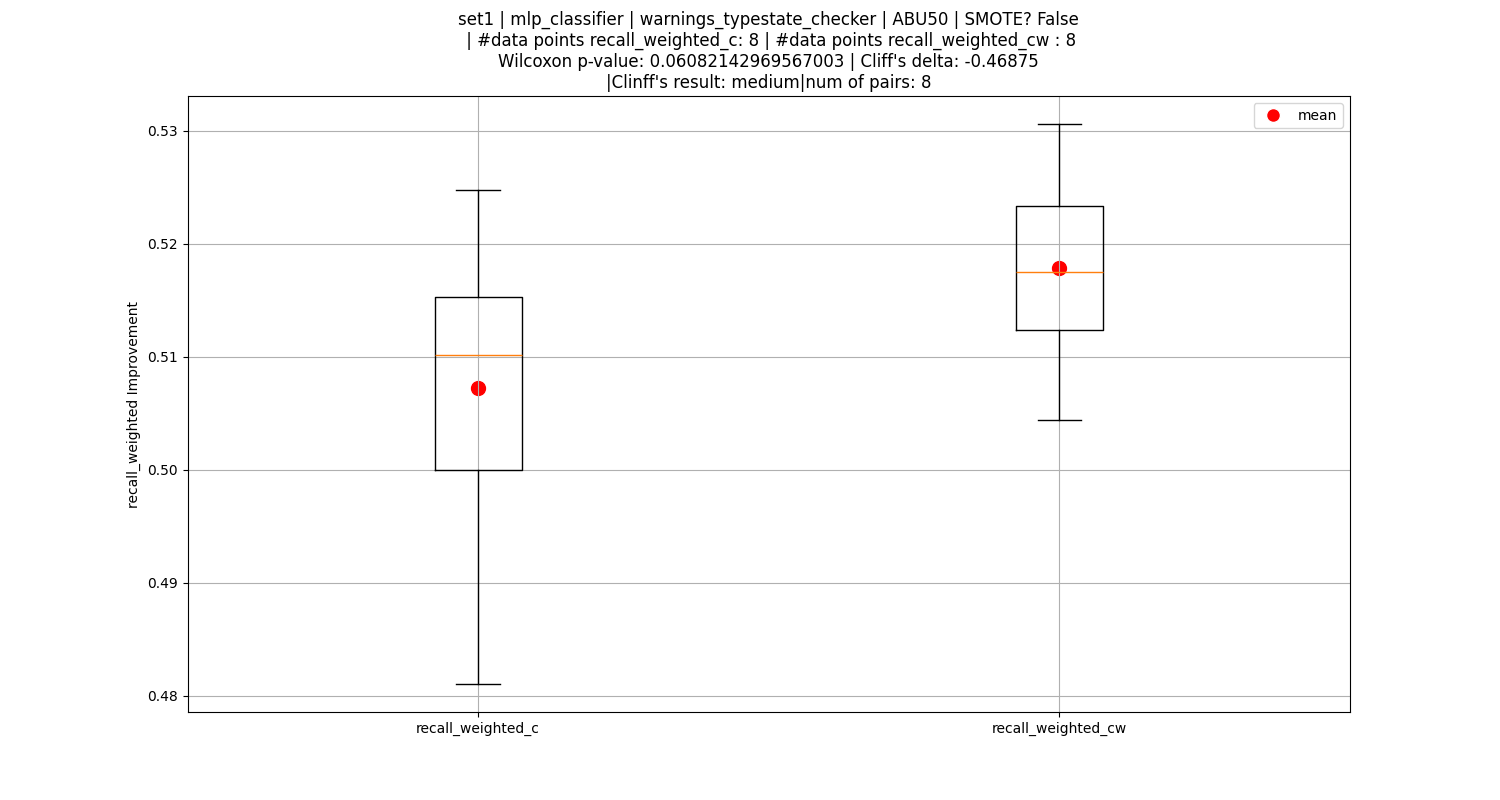 set1 | mlp_classifier | warnings_typestate_checker | ABU50 | SMOTE? False
| #data points recall_weighted_c: 8 | #data points recall_weighted_cw : 8
Wilcoxon p-value: 0.06082142969567003 | Cliff's delta: -0.46875
|Clinff's result: medium|num of pairs: 8
mean
0.53
0.52
0.51
0.50
0.49
0.48
recall_weighted Improvement
recall_weighted_c
recall_weighted_cw